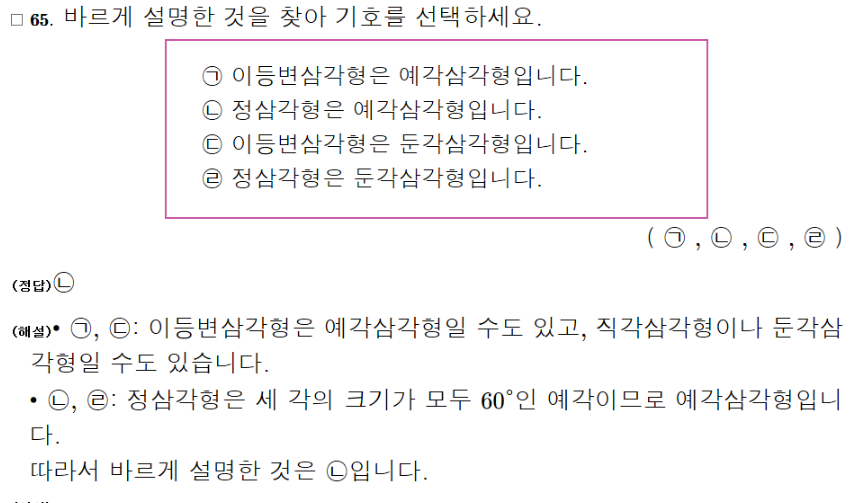 □ 65. 바르게 설명한 것을 찾아 기호를 선택하세요.
㉠ 이등변삼각형은 예각삼각형입니다.
㉡ 정삼각형은 예각삼각형입니다.
㉢ 이등변삼각형은 둔각삼각형입니다.
㉣ 정삼각형은 둔각삼각형입니다.
( ㉠ , ㉡ , ㉢ , ㉣ )
(정답)㉡
(해설)• ㉠, ㉢: 이등변삼각형은 예각삼각형일 수도 있고, 직각삼각형이나 둔각삼
각형일 수도 있습니다.
• ㉡, ㉣: 정삼각형은 세 각의 크기가 모두 60°인 예각이므로 예각삼각형입니
다.
따라서 바르게 설명한 것은 ㉡입니다.